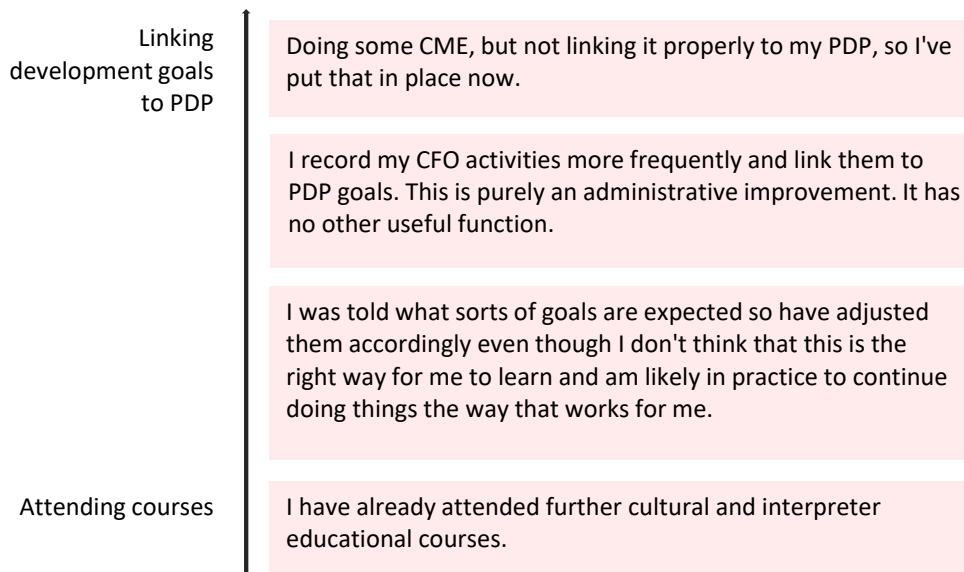 Linking
development goals
to PDP
Doing some CME, but not linking it properly to my PDP, so I've
put that in place now.
I record my CFO activities more frequently and link them to
PDP goals. This is purely an administrative improvement. It has
no other useful function.
I was told what sorts of goals are expected so have adjusted
them accordingly even though I don't think that this is the
right way for me to learn and am likely in practice to continue
doing things the way that works for me.
Attending courses
I have already attended further cultural and interpreter
educational courses.